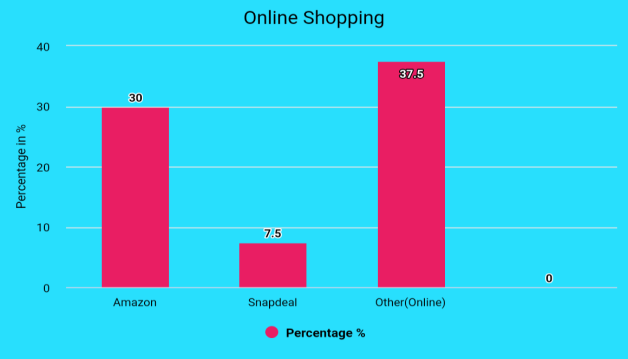 Online Shopping
Percentage in %
40
30
20
10
0
30
7.5
37.5
0
Amazon
Snapdeal
Other(Online)
Percentage %